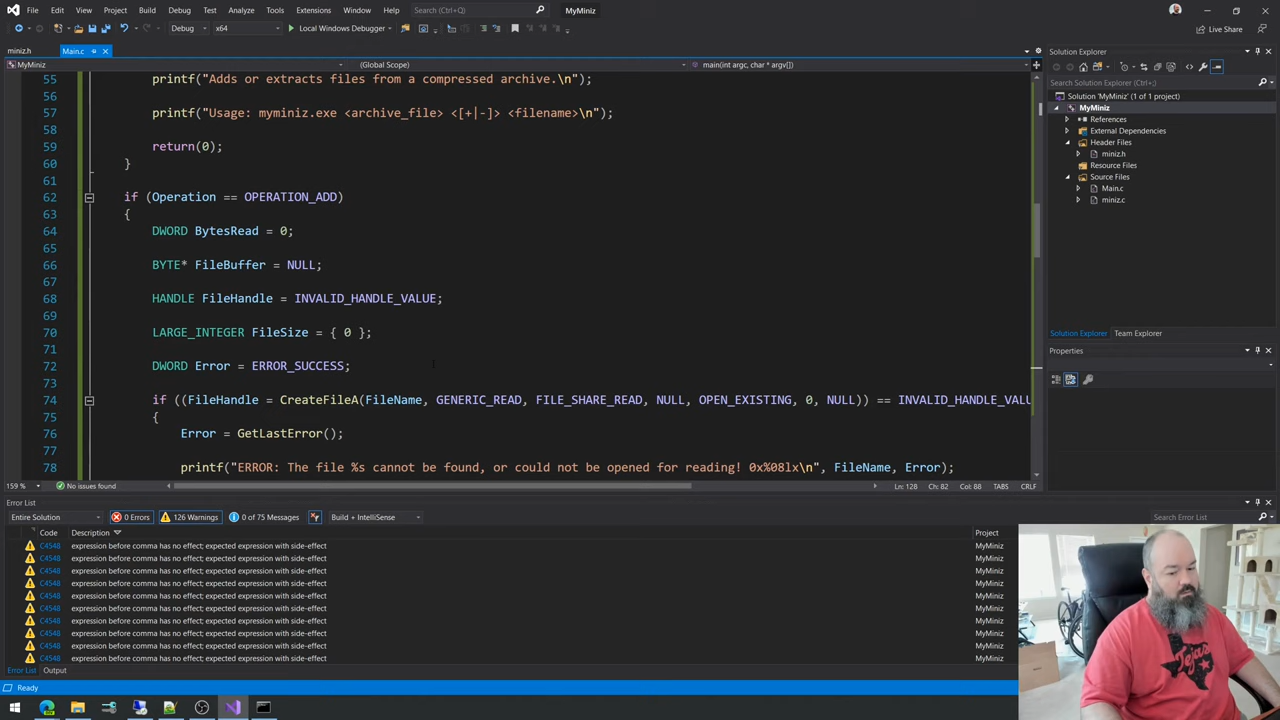 File Edit View Git Project Build Debug Test Analyze Tools Extensions Window Help Search (Ctrl+Q) MyMiniz
Debug x64 Local Windows Debugger Live Share
miniz.h Main.c
MyMiniz (Global Scope) main(int argc, char * argv[])
55 printf("Adds or extracts files from a compressed archive.\n");
56
57 printf("Usage: myminiz.exe <archive_file> <[+|-]> <filename>\n");
58
59 return(0);
60 }
61
62 if (Operation == OPERATION_ADD)
63 {
64 DWORD BytesRead = 0;
65
66 BYTE* FileBuffer = NULL;
67
68 HANDLE FileHandle = INVALID_HANDLE_VALUE;
69
70 LARGE_INTEGER FileSize = { 0 };
71
72 DWORD Error = ERROR_SUCCESS;
73
74 if ((FileHandle = CreateFileA(FileName, GENERIC_READ, FILE_SHARE_READ, NULL, OPEN_EXISTING, 0, NULL)) == INVALID_HANDLE_VALU
75 {
76 Error = GetLastError();
77
78 printf("ERROR: The file %s cannot be found, or could not be opened for reading! 0x%08lx\n", FileName, Error);
159 % No issues found Ln: 128 Ch: 82 Col: 88 TABS CRLF
Solution Explorer
Search Solution Explorer (Ctrl+;)
Solution 'MyMiniz' (1 of 1 project)
MyMiniz
References
External Dependencies
Header Files
miniz.h
Resource Files
Source Files
Main.c
miniz.c
Solution Explorer Team Explorer
Properties
Error List
Entire Solution 0 Errors 126 Warnings 0 of 75 Messages Build + IntelliSense Search Error List
Code Description Project
C4548 expression before comma has no effect; expected expression with side-effect MyMiniz
C4548 expression before comma has no effect; expected expression with side-effect MyMiniz
C4548 expression before comma has no effect; expected expression with side-effect MyMiniz
C4548 expression before comma has no effect; expected expression with side-effect MyMiniz
C4548 expression before comma has no effect; expected expression with side-effect MyMiniz
C4548 expression before comma has no effect; expected expression with side-effect MyMiniz
C4548 expression before comma has no effect; expected expression with side-effect MyMiniz
C4548 expression before comma has no effect; expected expression with side-effect MyMiniz
C4548 expression before comma has no effect; expected expression with side-effect MyMiniz
C4548 expression before comma has no effect; expected expression with side-effect MyMiniz
Error List Output
Ready